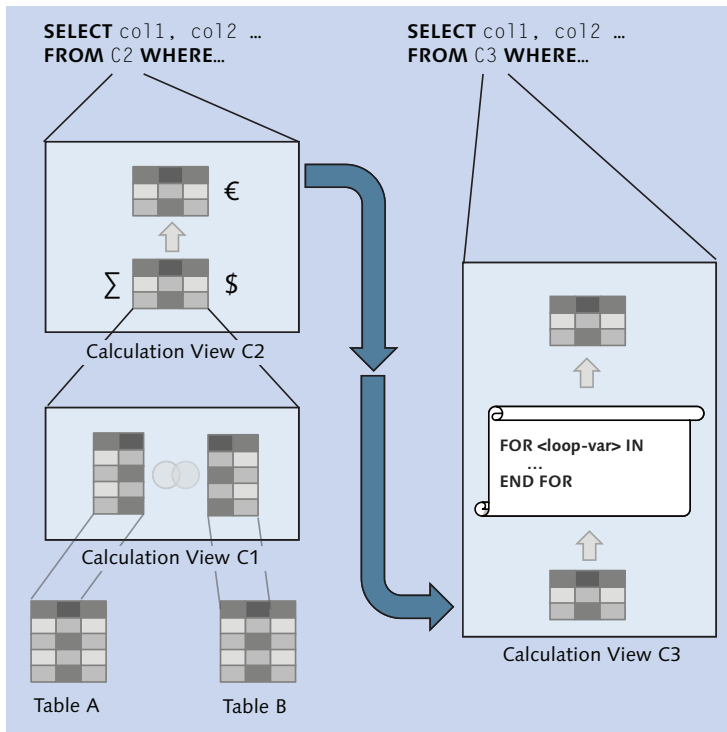 SELECT col1, col2 …
FROM C2 WHERE…
€
∑ $
Calculation View C2
Calculation View C1
Table A
Table B
SELECT col1, col2 …
FROM C3 WHERE…
FOR <loop-var> IN
...
END FOR
Calculation View C3